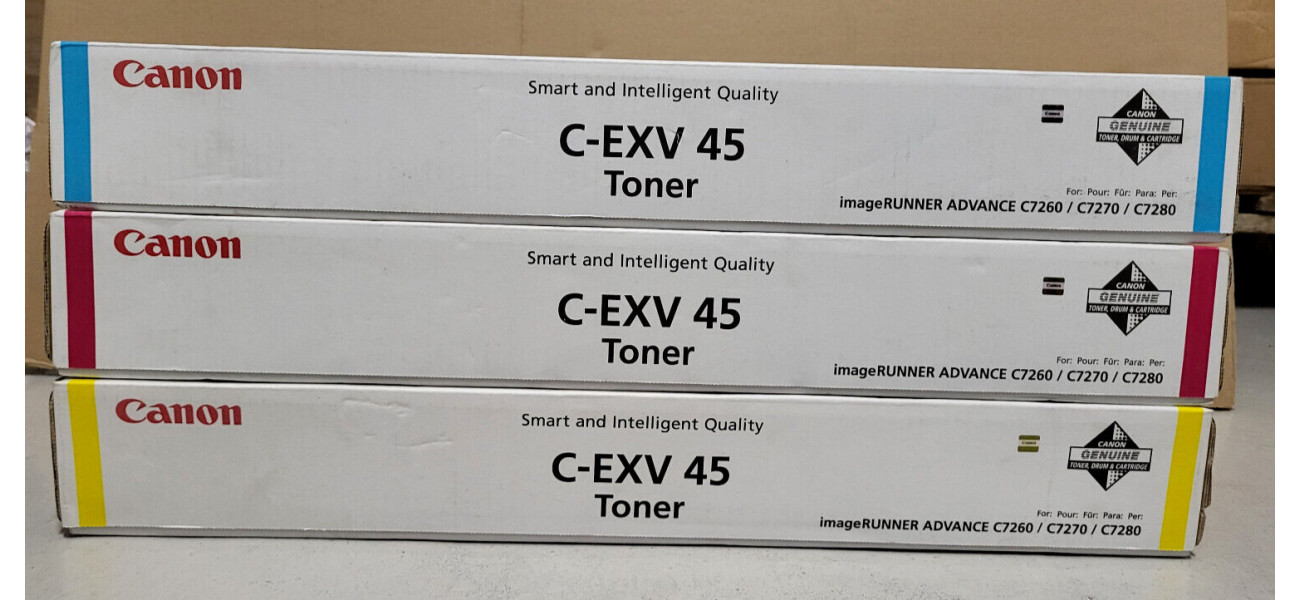 Canon
Smart and Intelligent Quality
C-EXV 45
Toner
CANON
GENUINE
TONER, DRUM & CARTRIDGE
For: Pour: Für: Para: Per:
imageRUNNER ADVANCE C7260 / C7270 / C7280
Canon
Smart and Intelligent Quality
C-EXV 45
Toner
CANON
GENUINE
TONER, DRUM & CARTRIDGE
For: Pour: Für: Para: Per:
imageRUNNER ADVANCE C7260 / C7270 / C7280
Canon
Smart and Intelligent Quality
C-EXV 45
Toner
CANON
GENUINE
TONER, DRUM & CARTRIDGE
For: Pour: Für: Para: Per:
imageRUNNER ADVANCE C7260 / C7270 / C7280